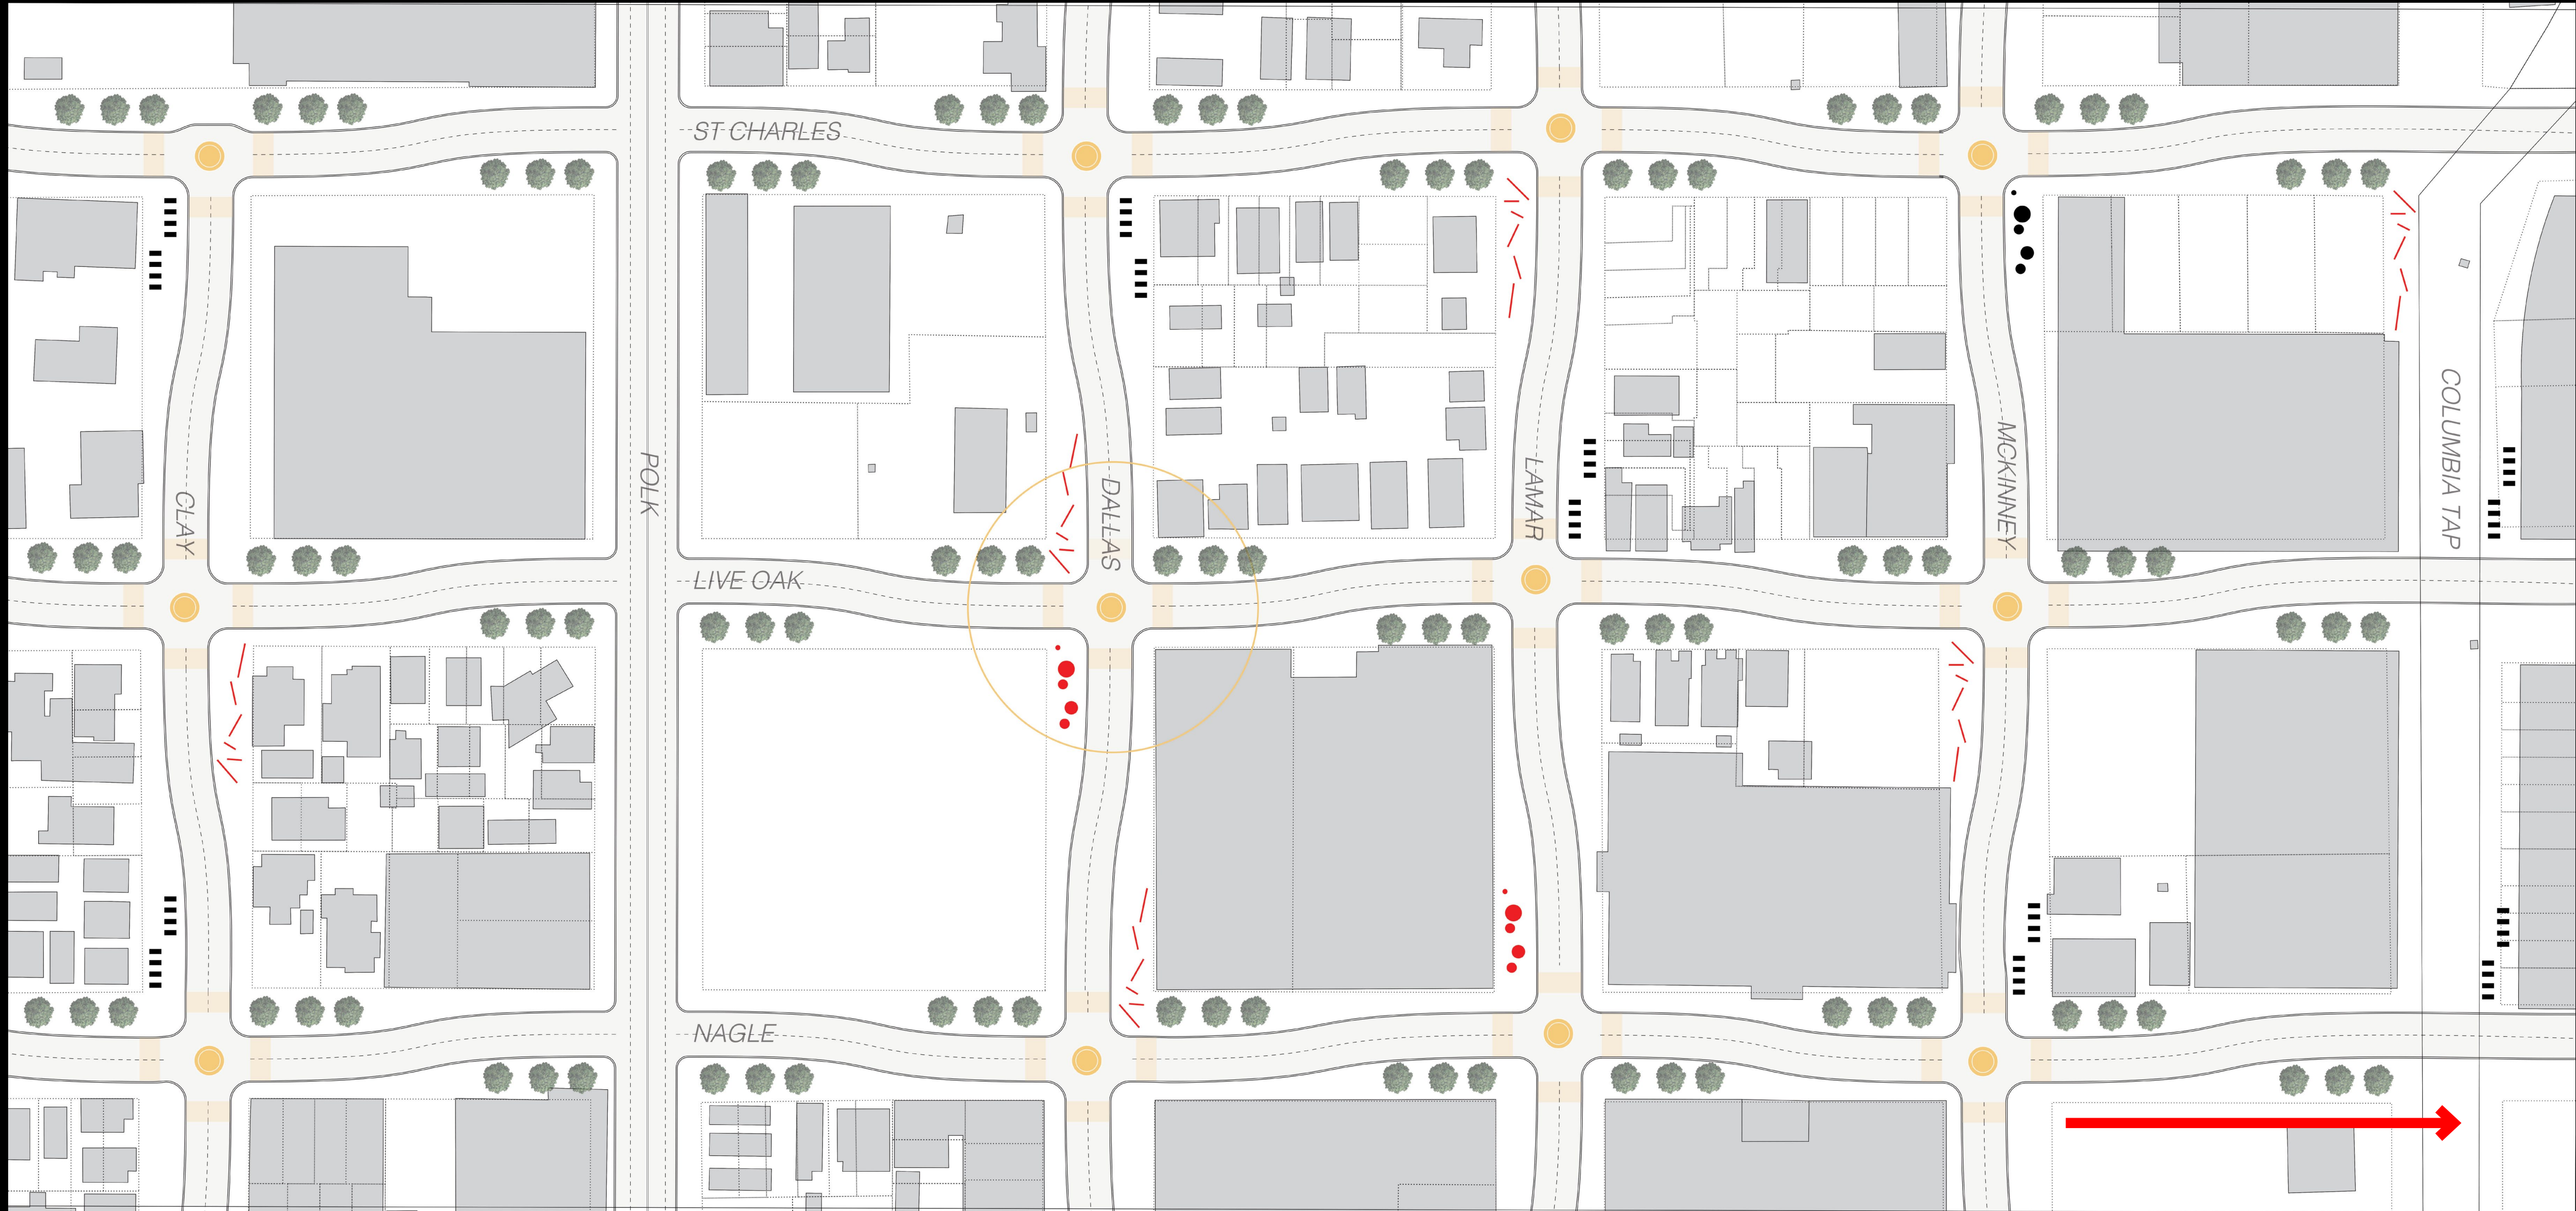 ST CHARLES
CLAY
POLK
LIVE OAK
DALLAS
LAMAR
MCKINNEY
COLUMBIA TAP
NAGLE